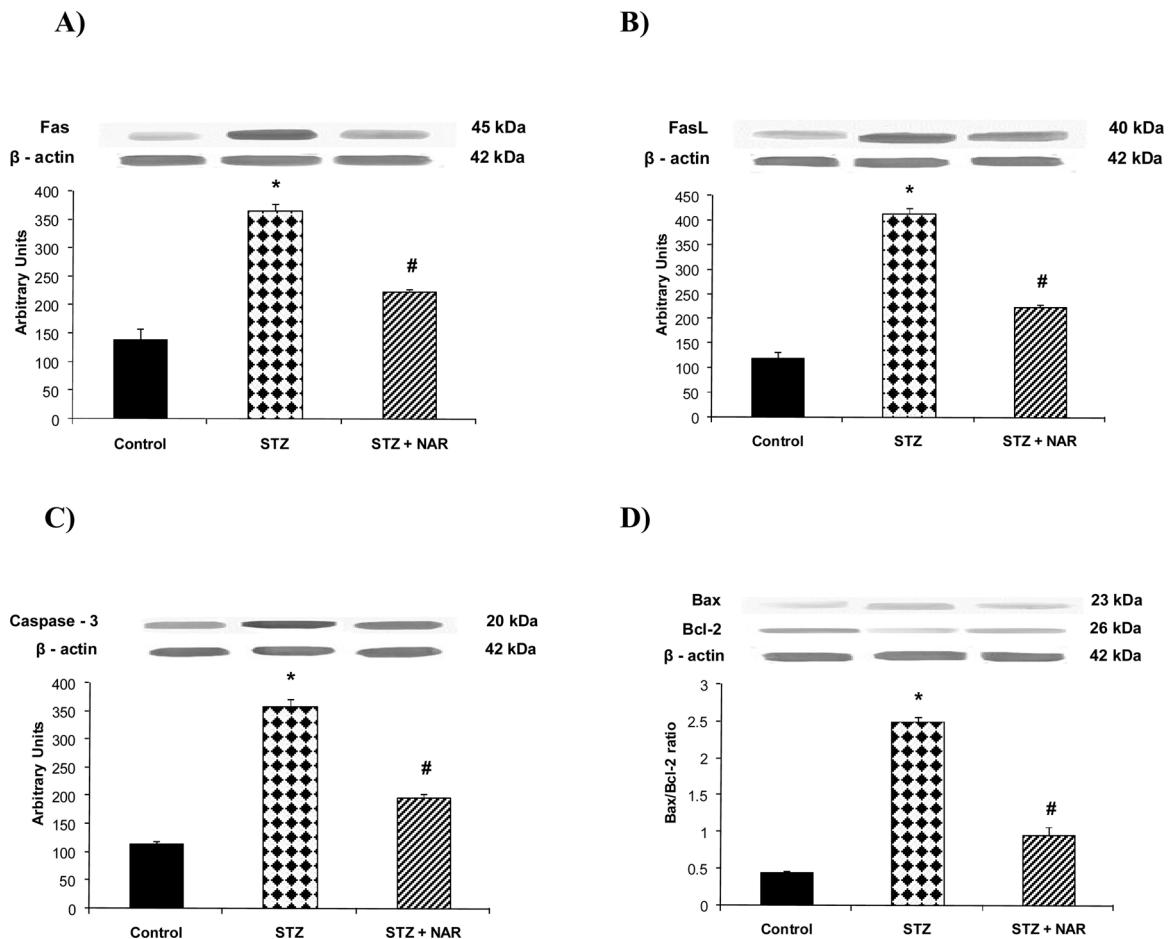 A)
Fas 45 kDa
β - actin 42 kDa
*
#
Arbitrary Units
400
350
300
250
200
150
100
50
0
Control STZ STZ + NAR
B)
FasL 40 kDa
β - actin 42 kDa
*
#
Arbitrary Units
450
400
350
300
250
200
150
100
50
0
Control STZ STZ + NAR
C)
Caspase - 3 20 kDa
β - actin 42 kDa
*
#
Arbitrary Units
400
350
300
250
200
150
100
50
0
Control STZ STZ + NAR
D)
Bax 23 kDa
Bcl-2 26 kDa
β - actin 42 kDa
*
#
Bax/Bcl-2 ratio
3
2.5
2
1.5
1
0.5
0
Control STZ STZ + NAR